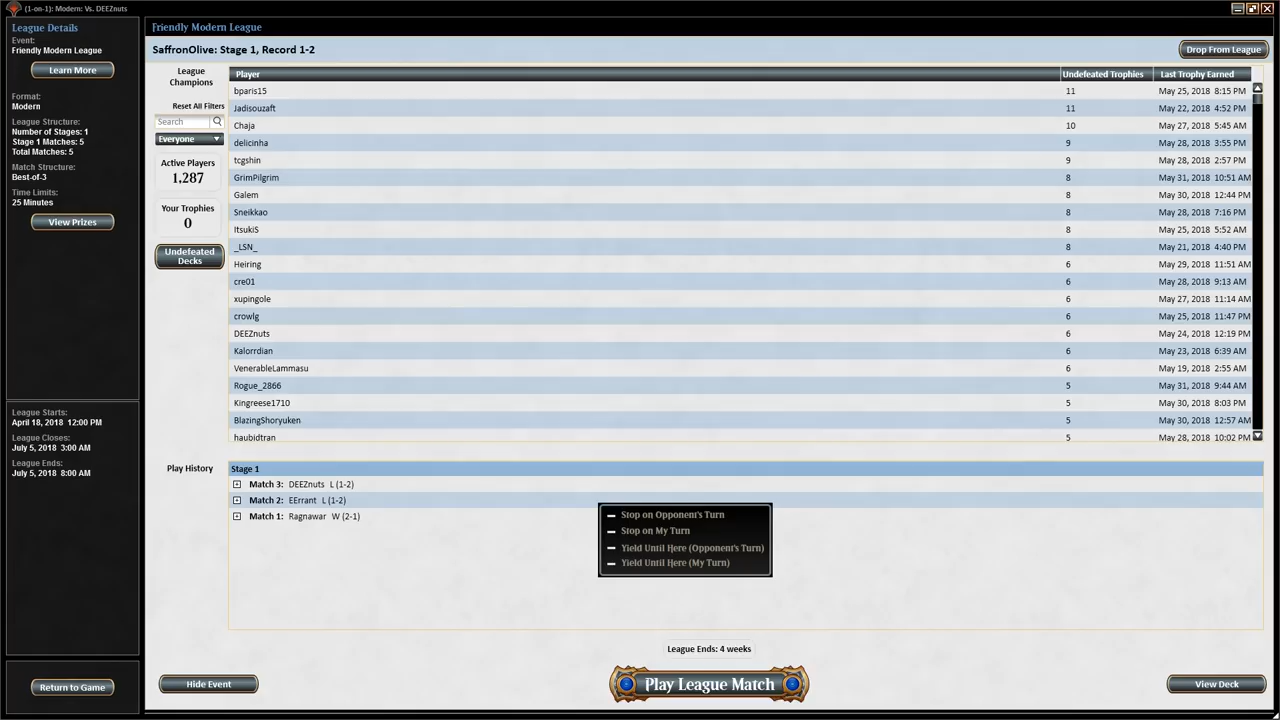 (1-on-1): Modern: Vs. DEEZnuts
League Details
Event:
Friendly Modern League
Learn More
Format:
Modern
League Structure:
Number of Stages: 1
Stage 1 Matches: 5
Total Matches: 5
Match Structure:
Best-of-3
Time Limits:
25 Minutes
View Prizes
League Starts:
April 18, 2018 12:00 PM
League Closes:
July 5, 2018 3:00 AM
League Ends:
July 5, 2018 8:00 AM
Return to Game
Friendly Modern League
SaffronOlive: Stage 1, Record 1-2
Drop From League
League
Champions
Reset All Filters
Search
Everyone
Active Players
1,287
Your Trophies
0
Undefeated
Decks
Player Undefeated Trophies Last Trophy Earned
bparis15 11 May 25, 2018 8:15 PM
Jadisouzaft 11 May 22, 2018 4:52 PM
Chaja 10 May 27, 2018 5:45 AM
delicinha 9 May 28, 2018 3:55 PM
tcgshin 9 May 28, 2018 2:57 PM
GrimPilgrim 8 May 31, 2018 10:51 AM
Galem 8 May 30, 2018 12:44 PM
Sneikkao 8 May 28, 2018 7:16 PM
ItsukiS 8 May 25, 2018 5:52 AM
_LSN_ 8 May 21, 2018 4:40 PM
Heiring 6 May 29, 2018 11:51 AM
cre01 6 May 28, 2018 9:13 AM
xupingole 6 May 27, 2018 11:14 AM
crowlg 6 May 25, 2018 11:47 PM
DEEZnuts 6 May 24, 2018 12:19 PM
Kalorrdian 6 May 23, 2018 6:39 AM
VenerableLammasu 6 May 19, 2018 2:55 AM
Rogue_2866 5 May 31, 2018 9:44 AM
Kingreese1710 5 May 30, 2018 8:03 PM
BlazingShoryuken 5 May 30, 2018 12:57 AM
haubidtran 5 May 28, 2018 10:02 PM
Play History
Stage 1
Match 3: DEEZnuts L (1-2)
Match 2: EErrant L (1-2)
Match 1: Ragnawar W (2-1)
Stop on Opponent's Turn
Stop on My Turn
Yield Until Here (Opponent's Turn)
Yield Until Here (My Turn)
League Ends: 4 weeks
Hide Event
Play League Match
View Deck